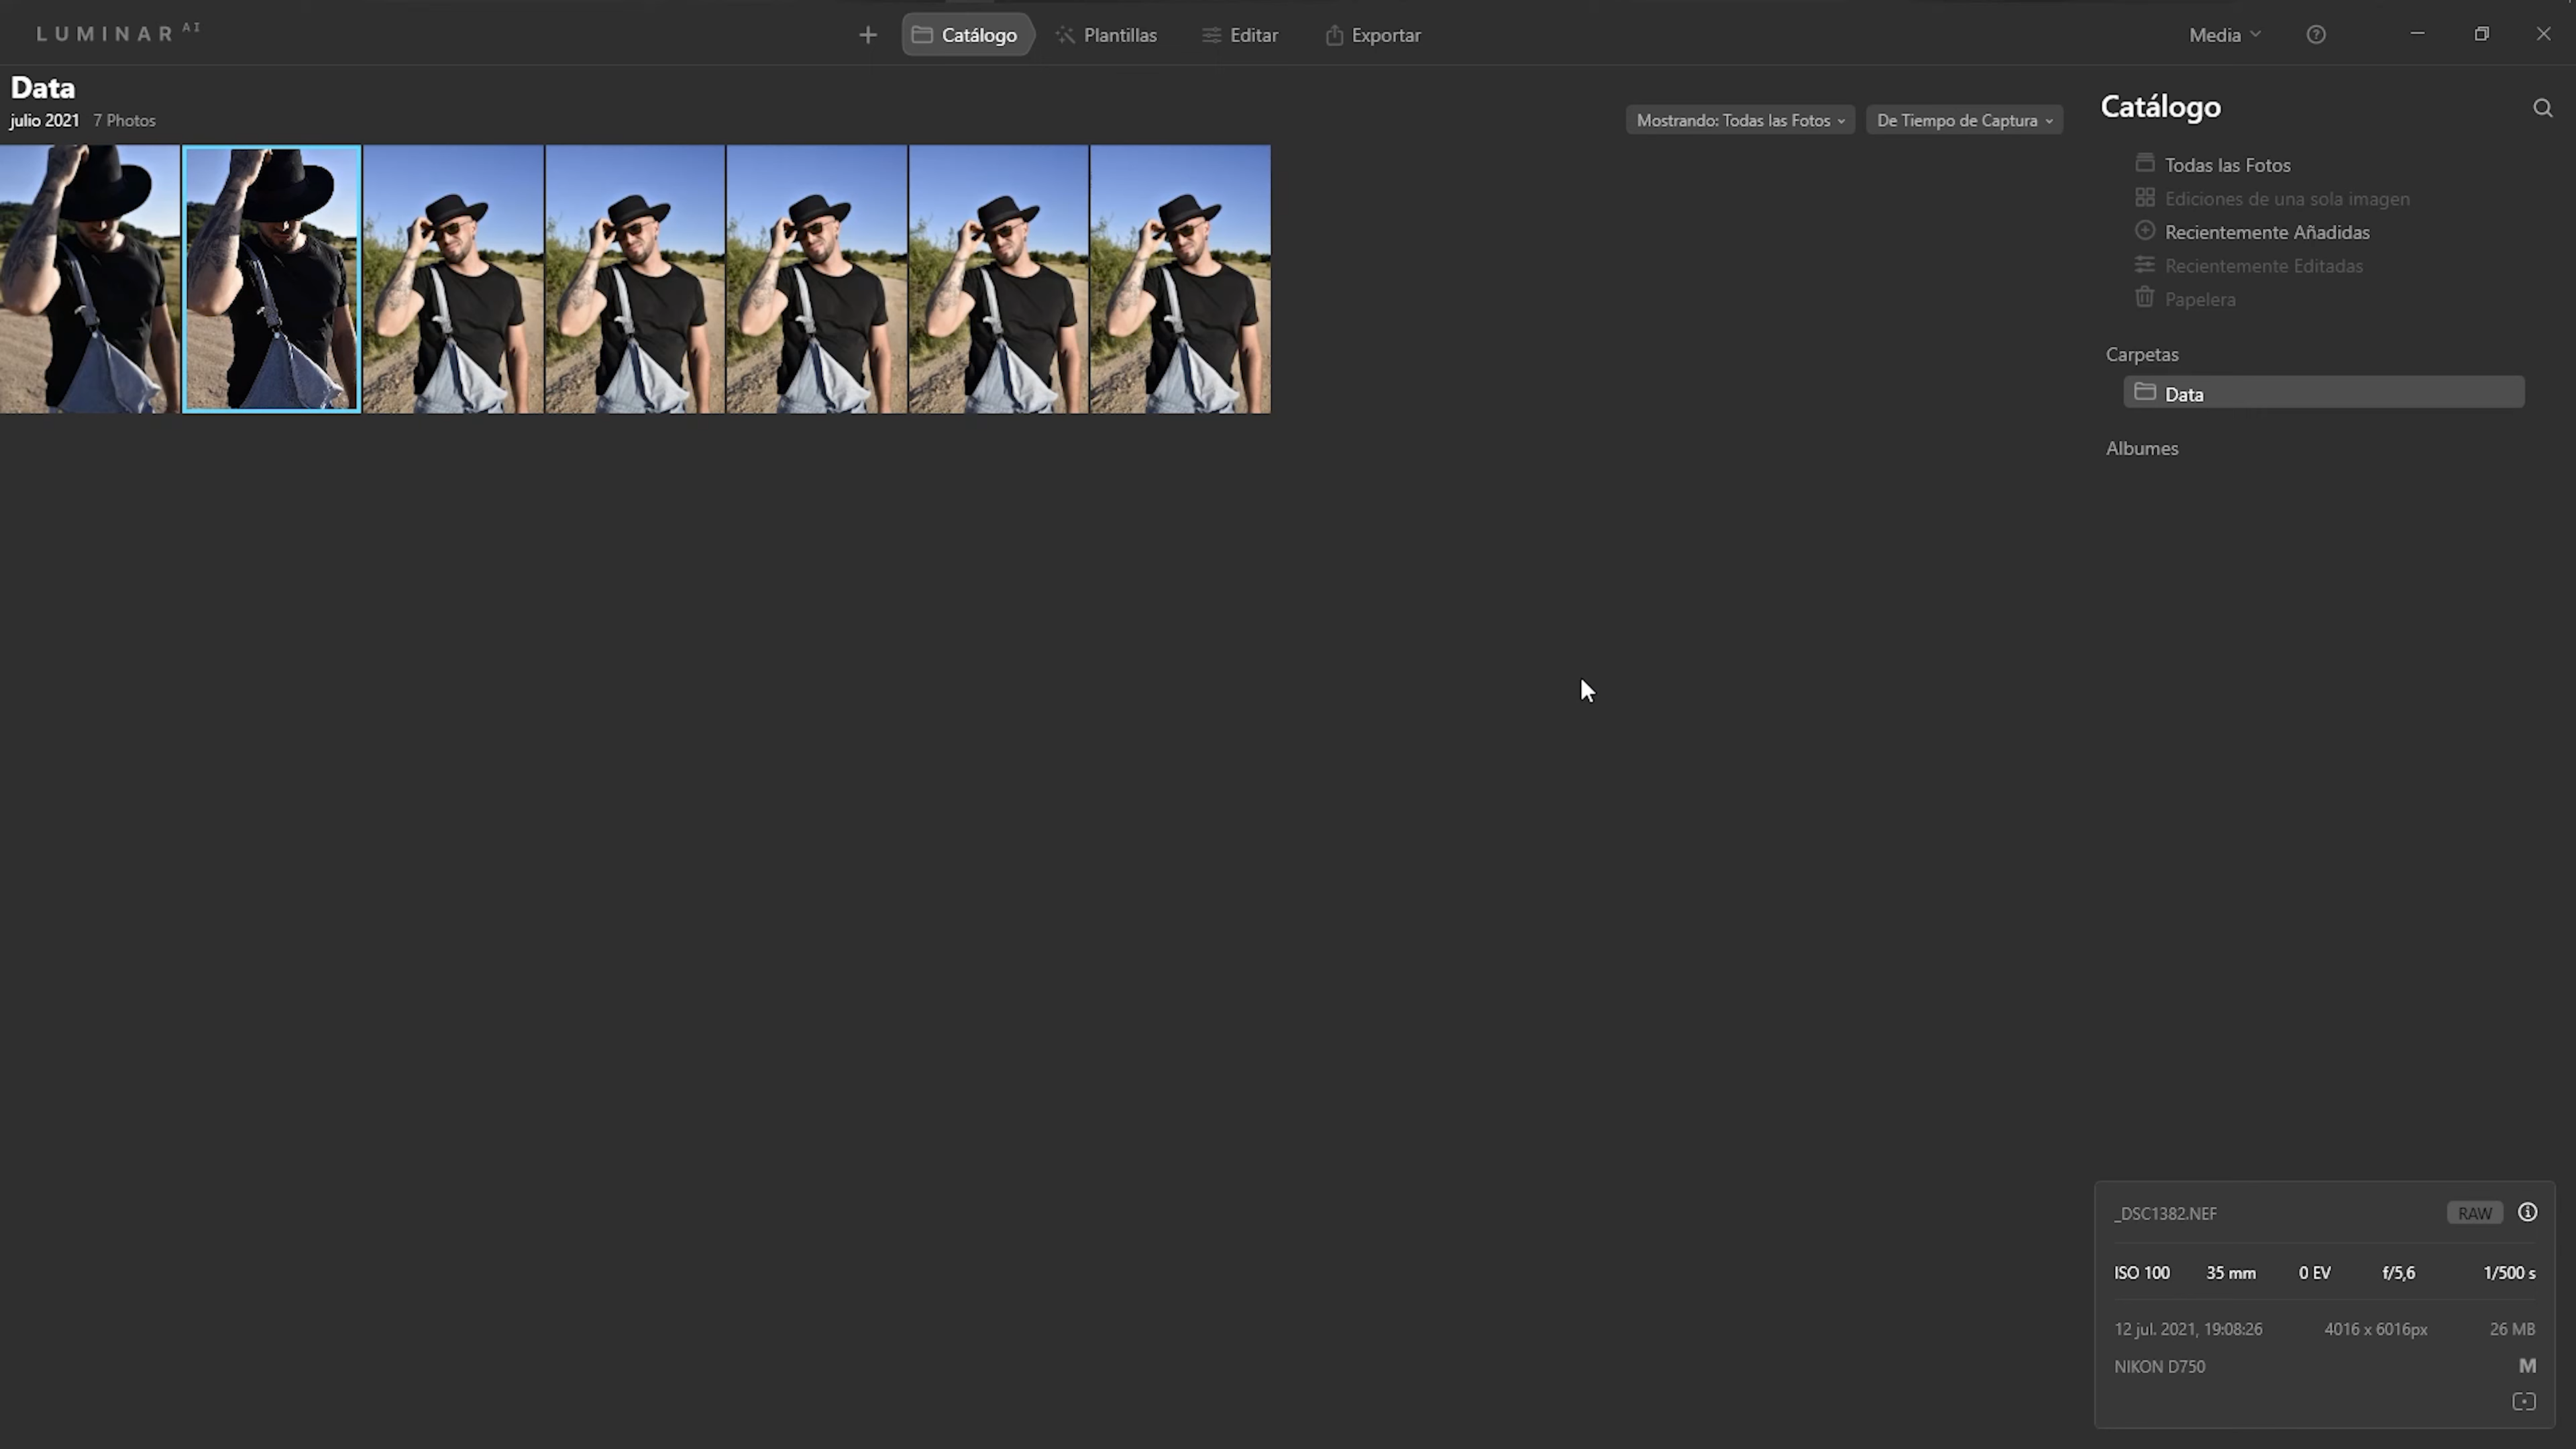 LUMINAR AI
Catálogo
Plantillas
Editar
Exportar
Media
Data
julio 2021 7 Photos
Mostrando: Todas las Fotos
De Tiempo de Captura
Catálogo
Todas las Fotos
Ediciones de una sola imagen
Recientemente Añadidas
Recientemente Editadas
Papelera
Carpetas
Data
Albumes
_DSC1382.NEF RAW
ISO 100 35 mm 0 EV f/5,6 1/500 s
12 jul. 2021, 19:08:26 4016 x 6016px 26 MB
NIKON D750 M